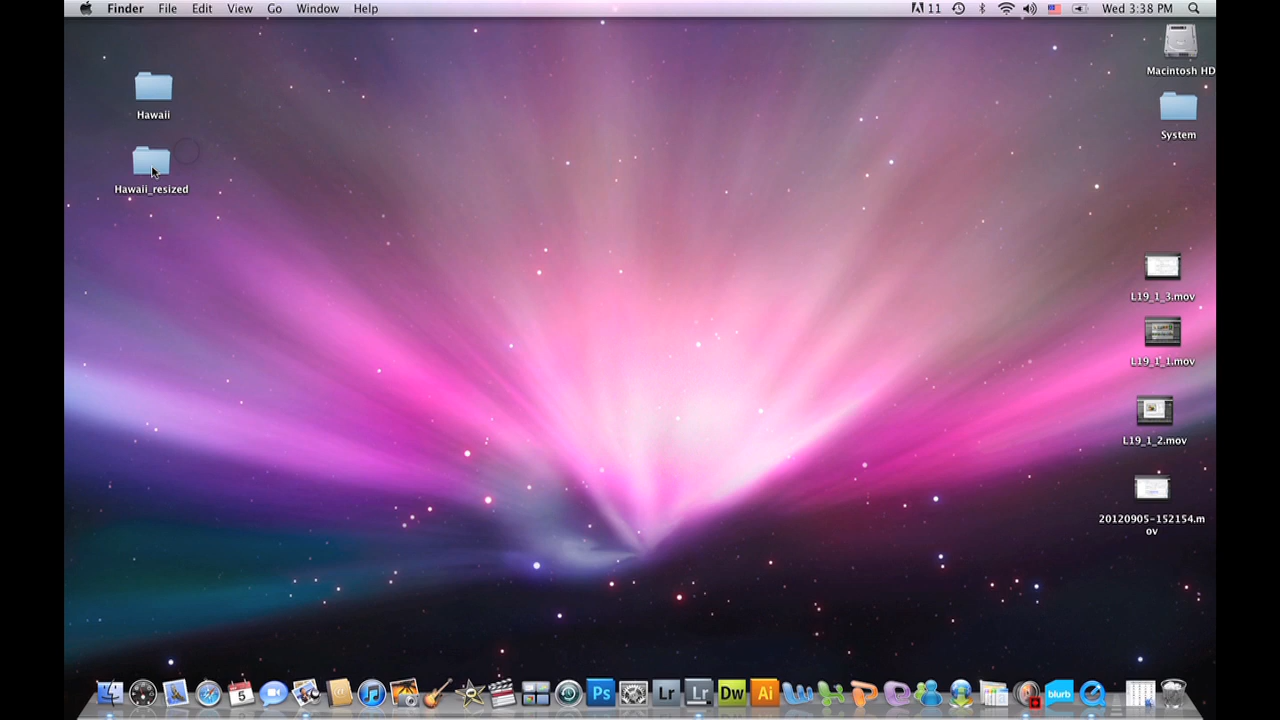 Finder File Edit View Go Window Help
11 Wed 3:38 PM
Hawaii
Hawaii_resized
Macintosh HD
System
L19_1_3.mov
L19_1_1.mov
L19_1_2.mov
20120905-152154.m
ov
5
Ps
Lr
Lr
Dw
Ai
blurb